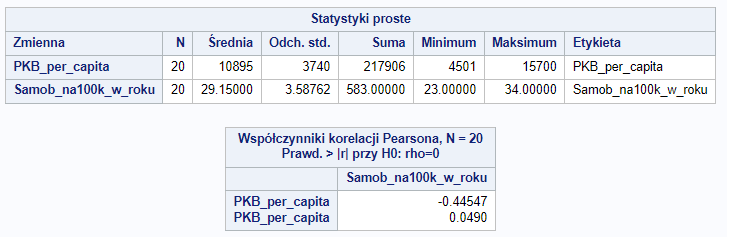 Statystyki proste
Zmienna N Średnia Odch. std. Suma Minimum Maksimum Etykieta
PKB_per_capita 20 10895 3740 217906 4501 15700 PKB_per_capita
Samob_na100k_w_roku 20 29.15000 3.58762 583.00000 23.00000 34.00000 Samob_na100k_w_roku
Współczynniki korelacji Pearsona, N = 20
Prawd. > |r| przy H0: rho=0
Samob_na100k_w_roku
PKB_per_capita -0.44547
PKB_per_capita 0.0490